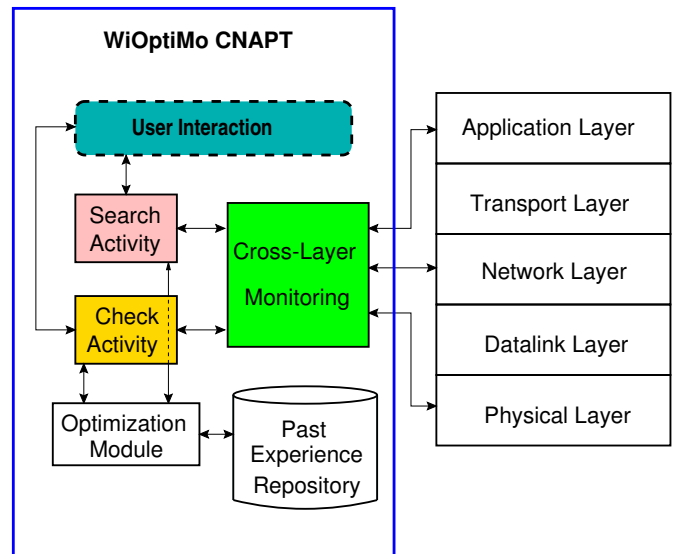 WiOptiMo CNAPT
User Interaction
Search
Activity
Cross-Layer
Monitoring
Check
Activity
Optimization
Module
Past
Experience
Repository
Application Layer
Transport Layer
Network Layer
Datalink Layer
Physical Layer